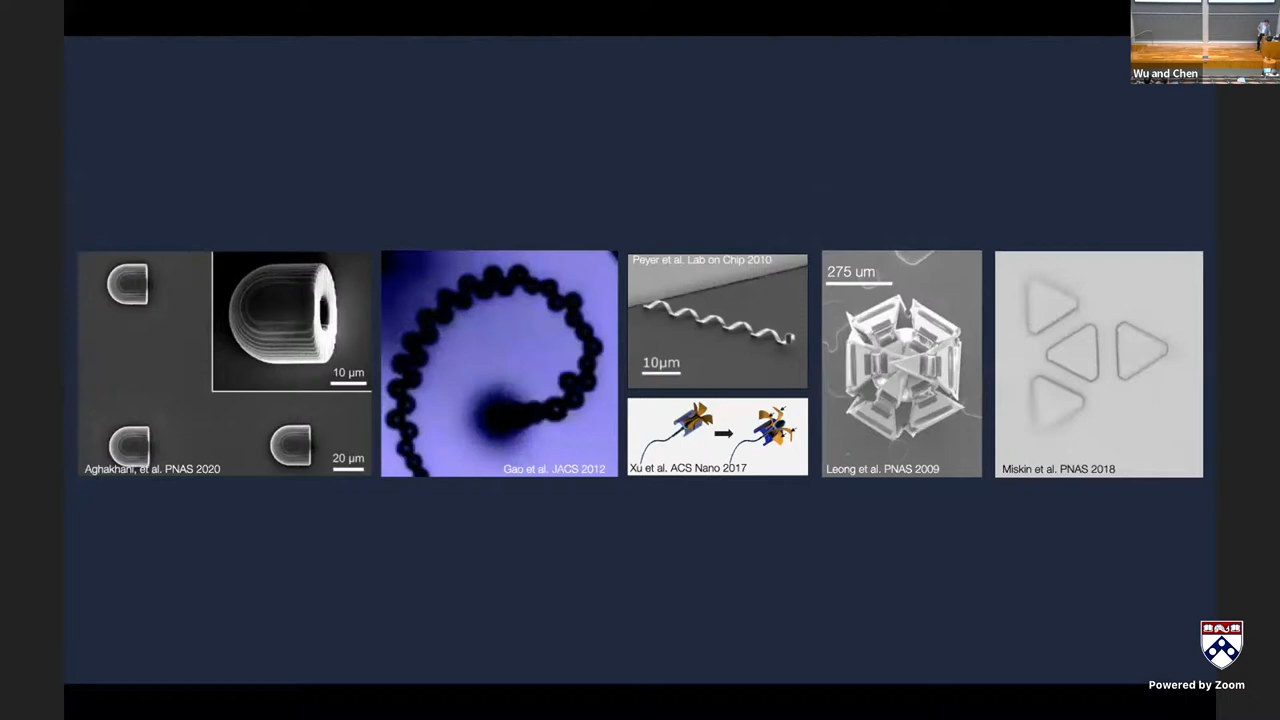 Wu and Chen
10 μm
20 μm
Aghakhani, et al. PNAS 2020
Gao et al. JACS 2012
Peyer et al. Lab on Chip 2010
10μm
Xu et al. ACS Nano 2017
275 um
Leong et al. PNAS 2009
Miskin et al. PNAS 2018
Powered by Zoom